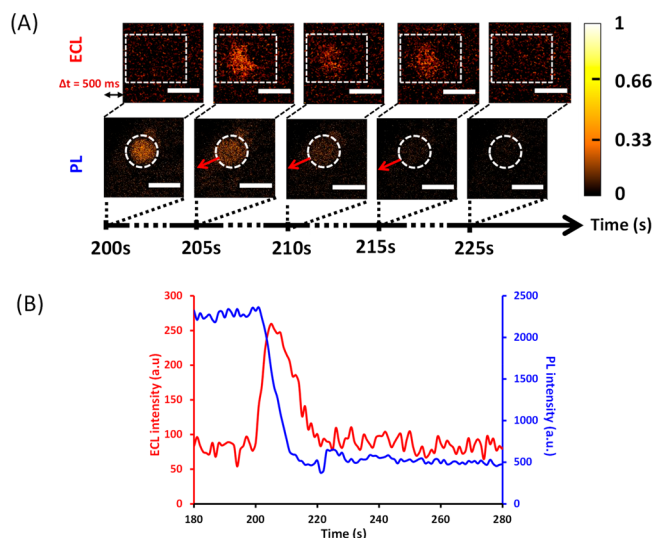 (A)
ECL
Δt = 500 ms
PL
1
0.66
0.33
0
200s
205s
210s
215s
225s
Time (s)
(B)
ECL intensity (a.u)
300
250
200
150
100
50
0
180
200
220
240
260
280
Time (s)
2500
2000
1500
1000
500
0
PL intensity (a.u.)